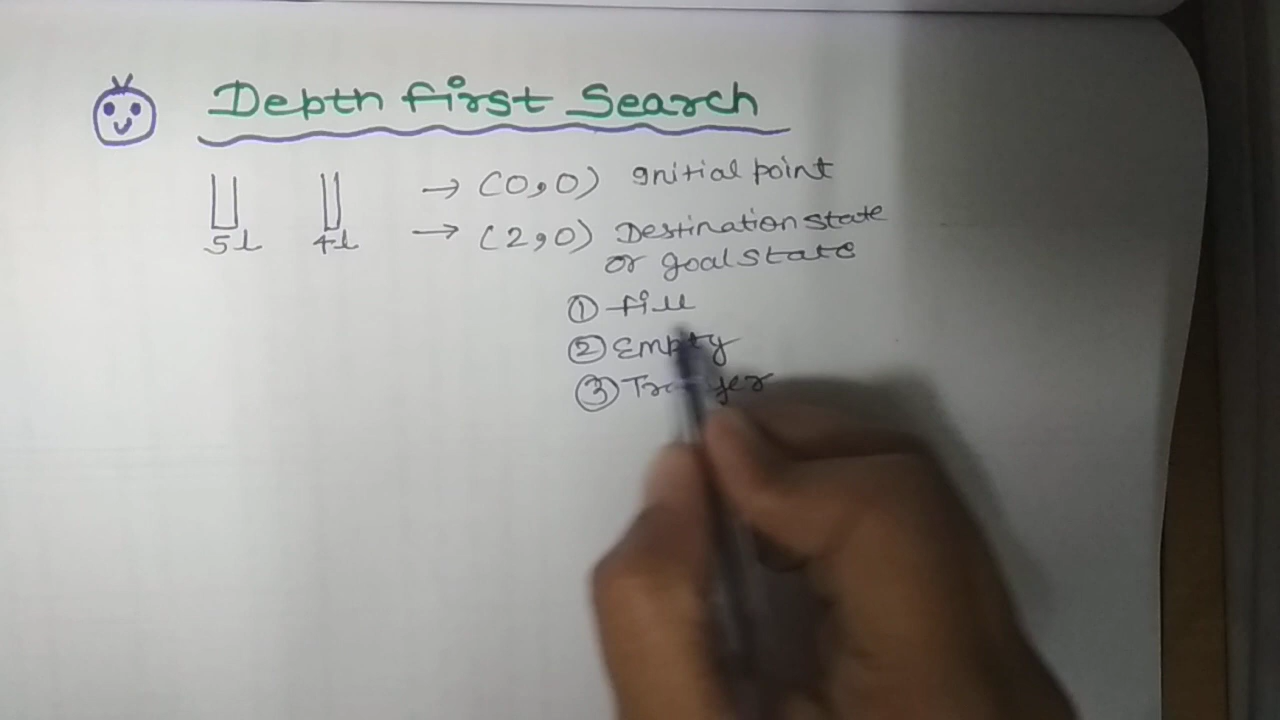 Depth first Search
→ (0,0) Initial point
5l 4l → (2,0) Destination state
or goal state
① fill
② Empty
③ Transfer